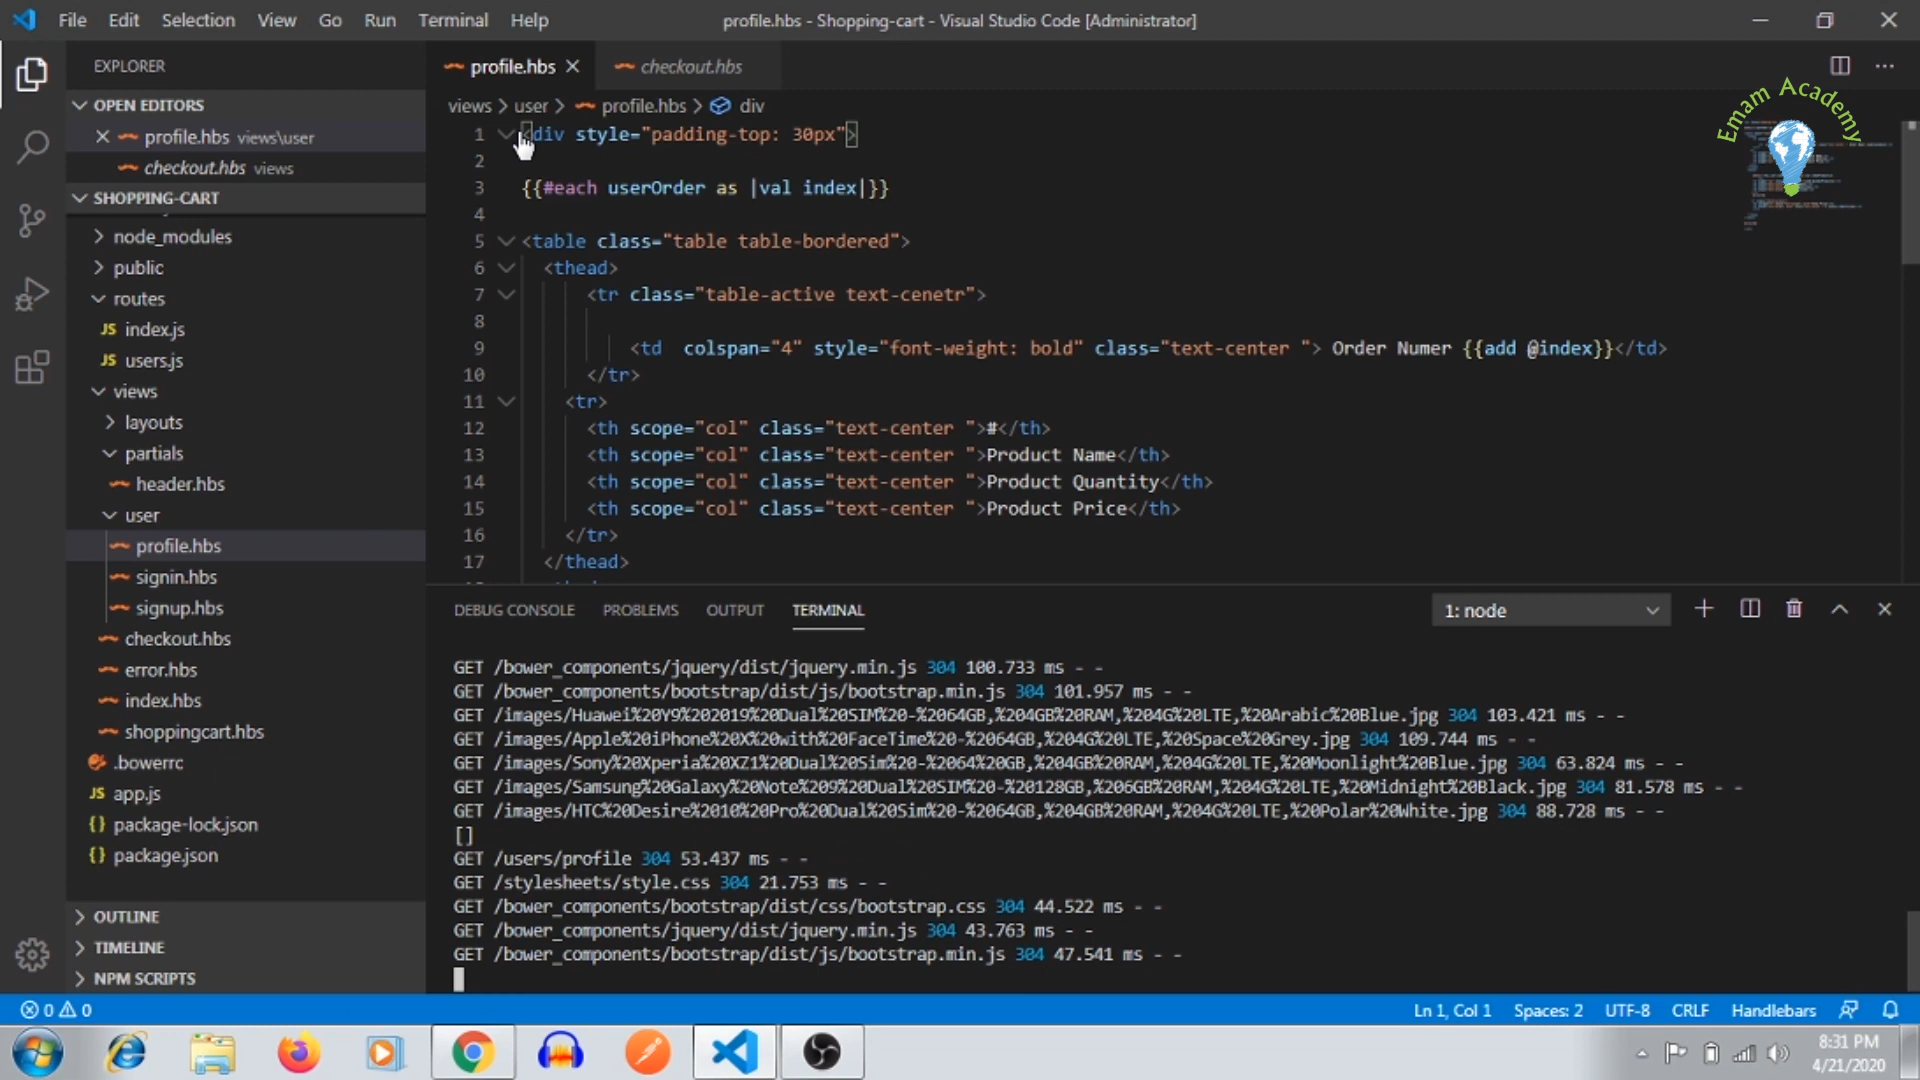 File Edit Selection View Go Run Terminal Help
profile.hbs - Shopping-cart - Visual Studio Code [Administrator]
EXPLORER
OPEN EDITORS
profile.hbs views\user
checkout.hbs views
SHOPPING-CART
node_modules
public
routes
JS index.js
JS users.js
views
layouts
partials
header.hbs
user
profile.hbs
signin.hbs
signup.hbs
checkout.hbs
error.hbs
index.hbs
shoppingcart.hbs
.bowerrc
JS app.js
{} package-lock.json
{} package.json
OUTLINE
TIMELINE
NPM SCRIPTS
profile.hbs
checkout.hbs
Emam Academy
views > user > profile.hbs > div
1 <div style="padding-top: 30px">
2
3 {{#each userOrder as |val index|}}
4
5 <table class="table table-bordered">
6 <thead>
7 <tr class="table-active text-cenetr">
8
9 <td colspan="4" style="font-weight: bold" class="text-center "> Order Numer {{add @index}}</td>
10 </tr>
11 <tr>
12 <th scope="col" class="text-center ">#</th>
13 <th scope="col" class="text-center ">Product Name</th>
14 <th scope="col" class="text-center ">Product Quantity</th>
15 <th scope="col" class="text-center ">Product Price</th>
16 </tr>
17 </thead>
DEBUG CONSOLE PROBLEMS OUTPUT TERMINAL
1: node
GET /bower_components/jquery/dist/jquery.min.js 304 100.733 ms - -
GET /bower_components/bootstrap/dist/js/bootstrap.min.js 304 101.957 ms - -
GET /images/Huawei%20Y9%202019%20Dual%20SIM%20-%2064GB,%204GB%20RAM,%204G%20LTE,%20Arabic%20Blue.jpg 304 103.421 ms - -
GET /images/Apple%20iPhone%20X%20with%20FaceTime%20-%2064GB,%204G%20LTE,%20Space%20Grey.jpg 304 109.744 ms - -
GET /images/Sony%20Xperia%20XZ1%20Dual%20Sim%20-%2064%20GB,%204GB%20RAM,%204G%20LTE,%20Moonlight%20Blue.jpg 304 63.824 ms - -
GET /images/Samsung%20Galaxy%20Note%209%20Dual%20SIM%20-%20128GB,%206GB%20RAM,%204G%20LTE,%20Midnight%20Black.jpg 304 81.578 ms - -
GET /images/HTC%20Desire%2010%20Pro%20Dual%20Sim%20-%2064GB,%204GB%20RAM,%204G%20LTE,%20Polar%20White.jpg 304 88.728 ms - -
[]
GET /users/profile 304 53.437 ms - -
GET /stylesheets/style.css 304 21.753 ms - -
GET /bower_components/bootstrap/dist/css/bootstrap.css 304 44.522 ms - -
GET /bower_components/jquery/dist/jquery.min.js 304 43.763 ms - -
GET /bower_components/bootstrap/dist/js/bootstrap.min.js 304 47.541 ms - -
0 0
Ln 1, Col 1 Spaces: 2 UTF-8 CRLF Handlebars
8:31 PM
4/21/2020